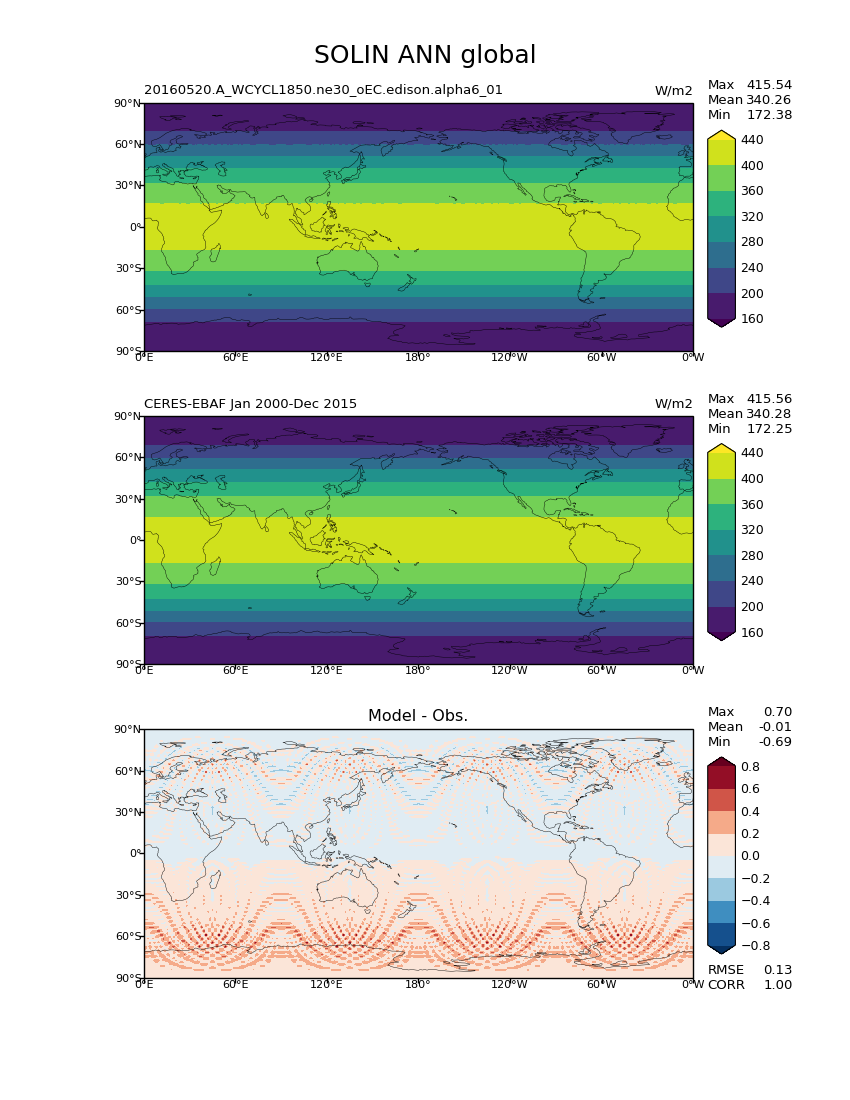 SOLIN ANN global
20160520.A_WCYCL1850.ne30_oEC.edison.alpha6_01 W/m2
Max 415.54
Mean 340.26
Min 172.38
90°N
60°N
30°N
0°
30°S
60°S
90°S
0°E 60°E 120°E 180° 120°W 60°W 0°W
440
400
360
320
280
240
200
160
CERES-EBAF Jan 2000-Dec 2015 W/m2
Max 415.56
Mean 340.28
Min 172.25
90°N
60°N
30°N
0°
30°S
60°S
90°S
0°E 60°E 120°E 180° 120°W 60°W 0°W
440
400
360
320
280
240
200
160
Model - Obs.
Max 0.70
Mean -0.01
Min -0.69
90°N
60°N
30°N
0°
30°S
60°S
90°S
0°E 60°E 120°E 180° 120°W 60°W 0°W
0.8
0.6
0.4
0.2
0.0
−0.2
−0.4
−0.6
−0.8
RMSE 0.13
CORR 1.00